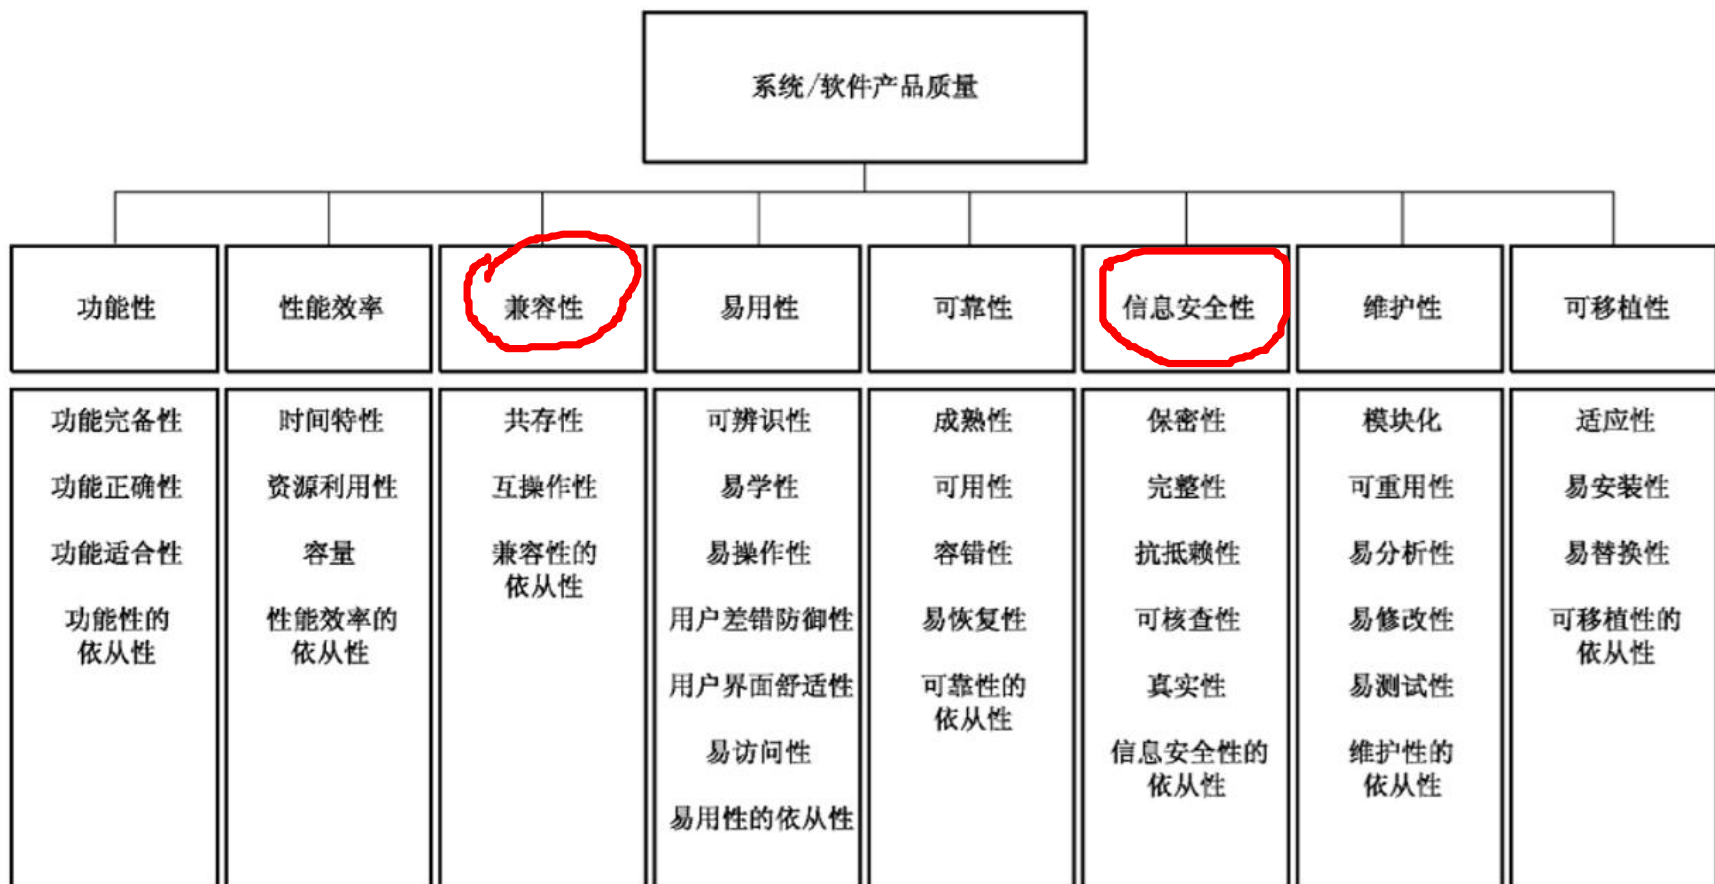 系统/软件产品质量
功能性
性能效率
兼容性
易用性
可靠性
信息安全性
维护性
可移植性
功能完备性
功能正确性
功能适合性
功能性的
依从性
时间特性
资源利用性
容量
性能效率的
依从性
共存性
互操作性
兼容性的
依从性
可辨识性
易学性
易操作性
用户差错防御性
用户界面舒适性
易访问性
易用性的依从性
成熟性
可用性
容错性
易恢复性
可靠性的
依从性
保密性
完整性
抗抵赖性
可核查性
真实性
信息安全性的
依从性
模块化
可重用性
易分析性
易修改性
易测试性
维护性的
依从性
适应性
易安装性
易替换性
可移植性的
依从性